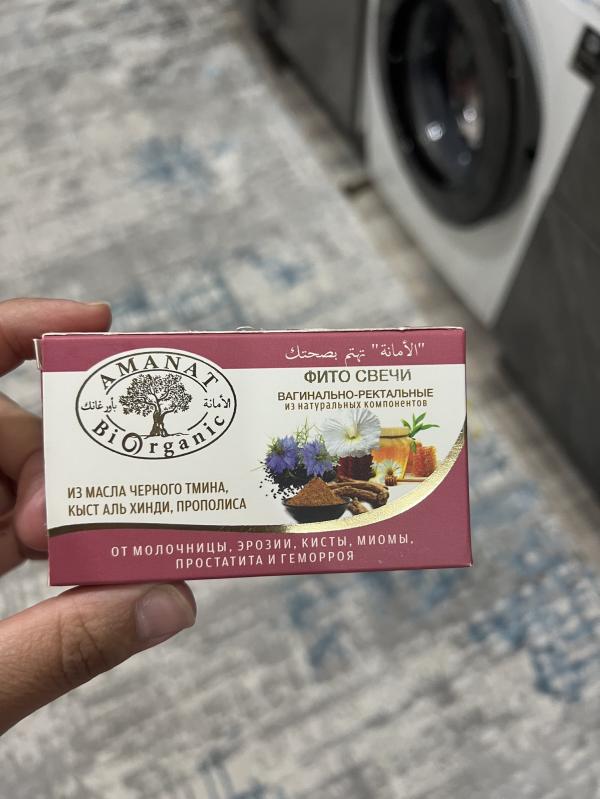 "الأمانة" تهتم بصحتك
AMANAT
بأورغانك
الأمانة
BiOrganic
ФИТО СВЕЧИ
ВАГИНАЛЬНО-РЕКТАЛЬНЫЕ
ИЗ НАТУРАЛЬНЫХ КОМПОНЕНТОВ
ИЗ МАСЛА ЧЕРНОГО ТМИНА,
КЫСТ АЛЬ ХИНДИ, ПРОПОЛИСА
ОТ МОЛОЧНИЦЫ, ЭРОЗИИ, КИСТЫ, МИОМЫ,
ПРОСТАТИТА И ГЕМОРРОЯ